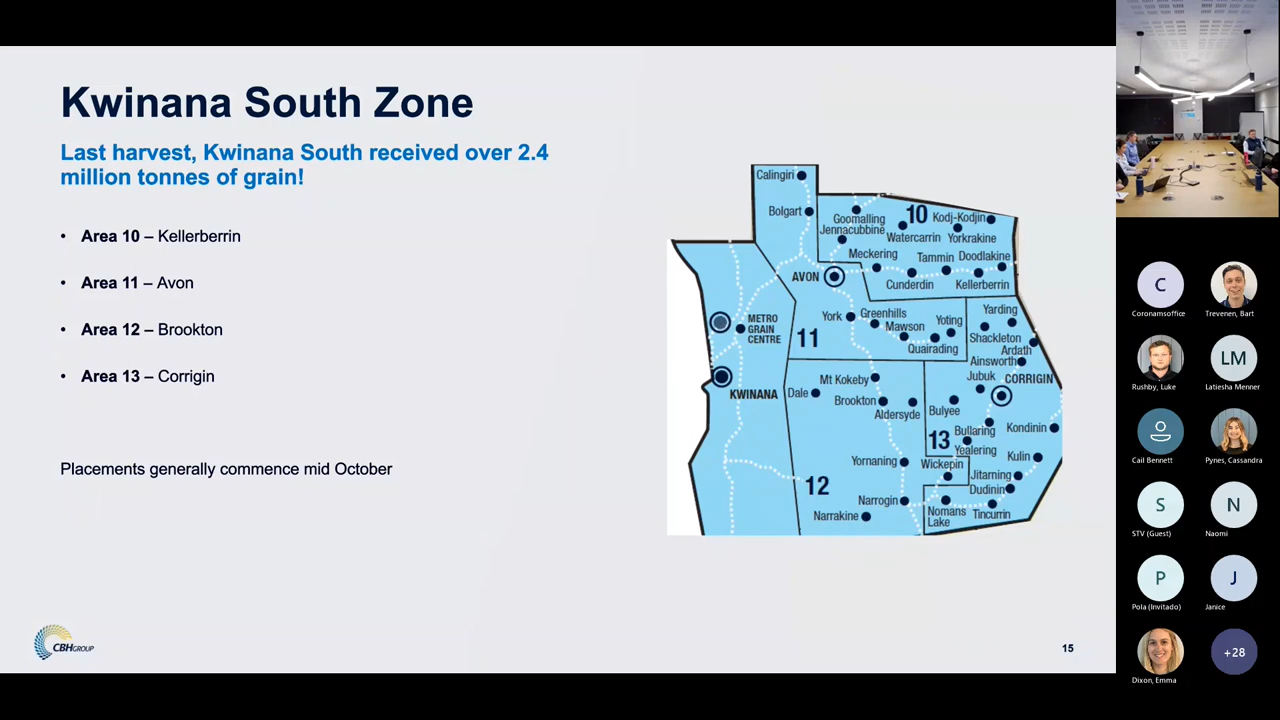 Kwinana South Zone
Last harvest, Kwinana South received over 2.4
million tonnes of grain!
• Area 10 – Kellerberrin
• Area 11 – Avon
• Area 12 – Brookton
• Area 13 – Corrigin
Placements generally commence mid October
Calingiri
Bolgart
Goomalling
10
Kodj-Kodjin
Jennacubbine
Watercarrin
Yorkrakine
Meckering
Tammin
Doodlakine
AVON
Cunderdin
Kellerberrin
METRO
GRAIN
CENTRE
York
Greenhills
Mawson
Yoting
Yarding
11
Quairading
Shackleton
Ardath
Ainsworth
KWINANA
Mt Kokeby
Dale
Brookton
Aldersyde
Jubuk
CORRIGIN
Bulyee
13
Bullaring
Kondinin
Yealering
Yornaning
Wickepin
Kulin
12
Jitarning
Dudinin
Narrogin
Nomans
Lake
Tincurrin
Narrakine
CBHGROUP
15
C
Coronamsoffice
Trevenen, Bart
Rushby, Luke
LM
Latiesha Menner
Cail Bennett
Pynes, Cassandra
S
STV (Guest)
N
Naomi
P
Pola (Invitado)
J
Janice
Dixon, Emma
+28